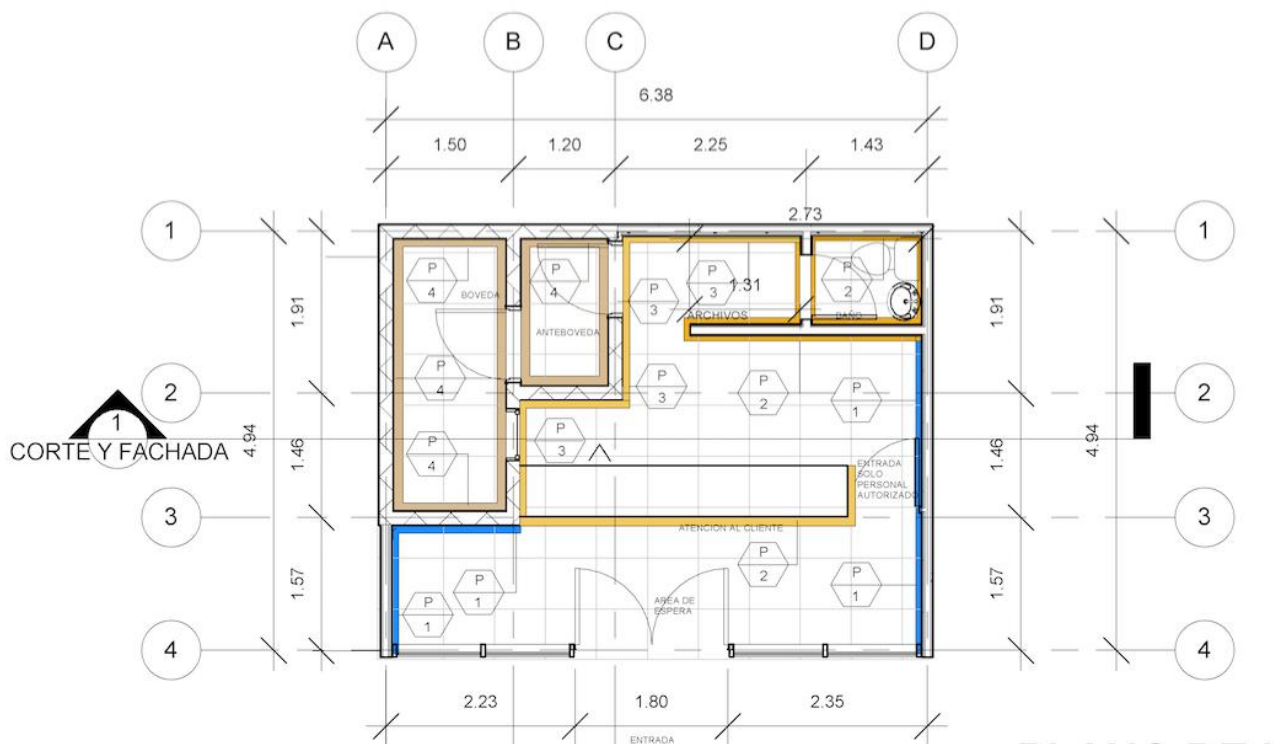 A B C D
6.38
1.50 1.20 2.25 1.43
1 2.73 1
P
4
P
4
P
3
P
3
P
2
1.31
BOVEDA
1.91 1.91
ANTEBOVEDA
ARCHIVOS
BAÑO
P
4
P
3
P
2
P
1
2 2
1
CORTE Y FACHADA
4.94 1.46 1.46 4.94
P
4
P
3
ENTRADA
SOLO
PERSONAL
AUTORIZADO
3 3
ATENCION AL CLIENTE
1.57 1.57
P
2
P
1
P
1
P
1
AREA DE
ESPERA
4 4
2.23 1.80 2.35
ENTRADA